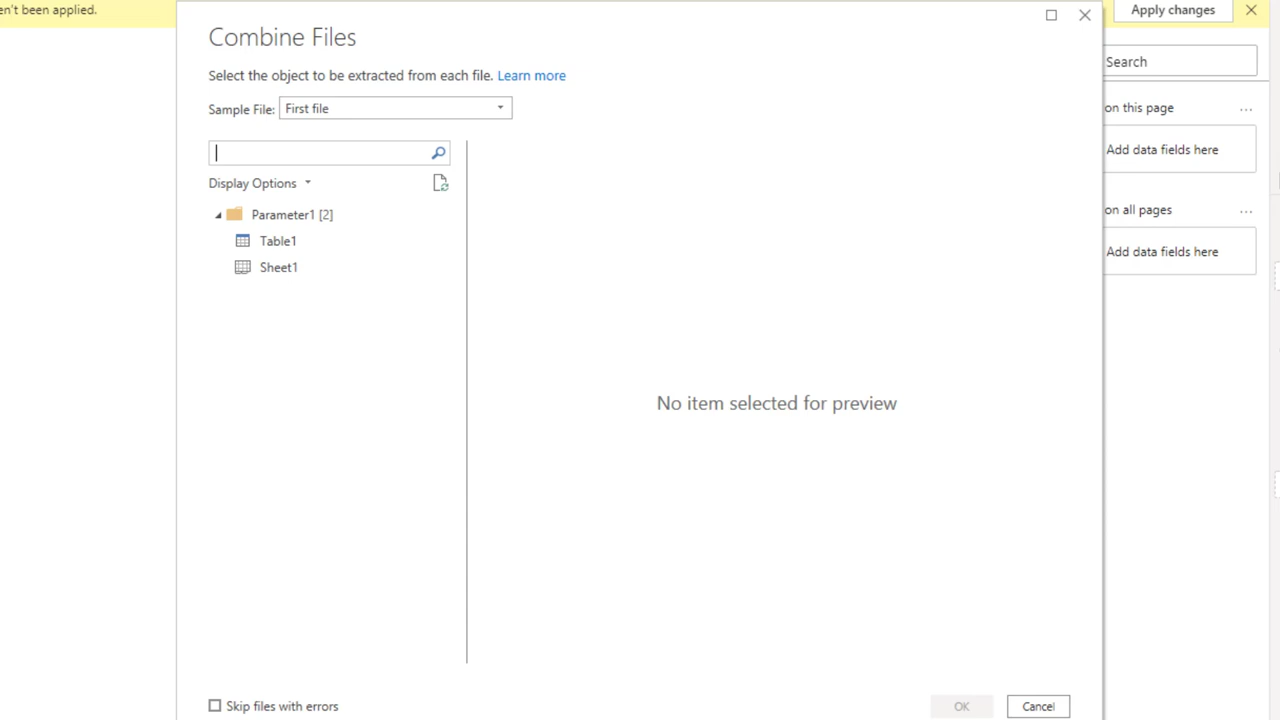 en't been applied.
Apply changes
Combine Files
Select the object to be extracted from each file. Learn more
Sample File: First file
Search
Display Options
Parameter1 [2]
Table1
Sheet1
on this page
...
Add data fields here
on all pages
...
Add data fields here
No item selected for preview
Skip files with errors
OK
Cancel